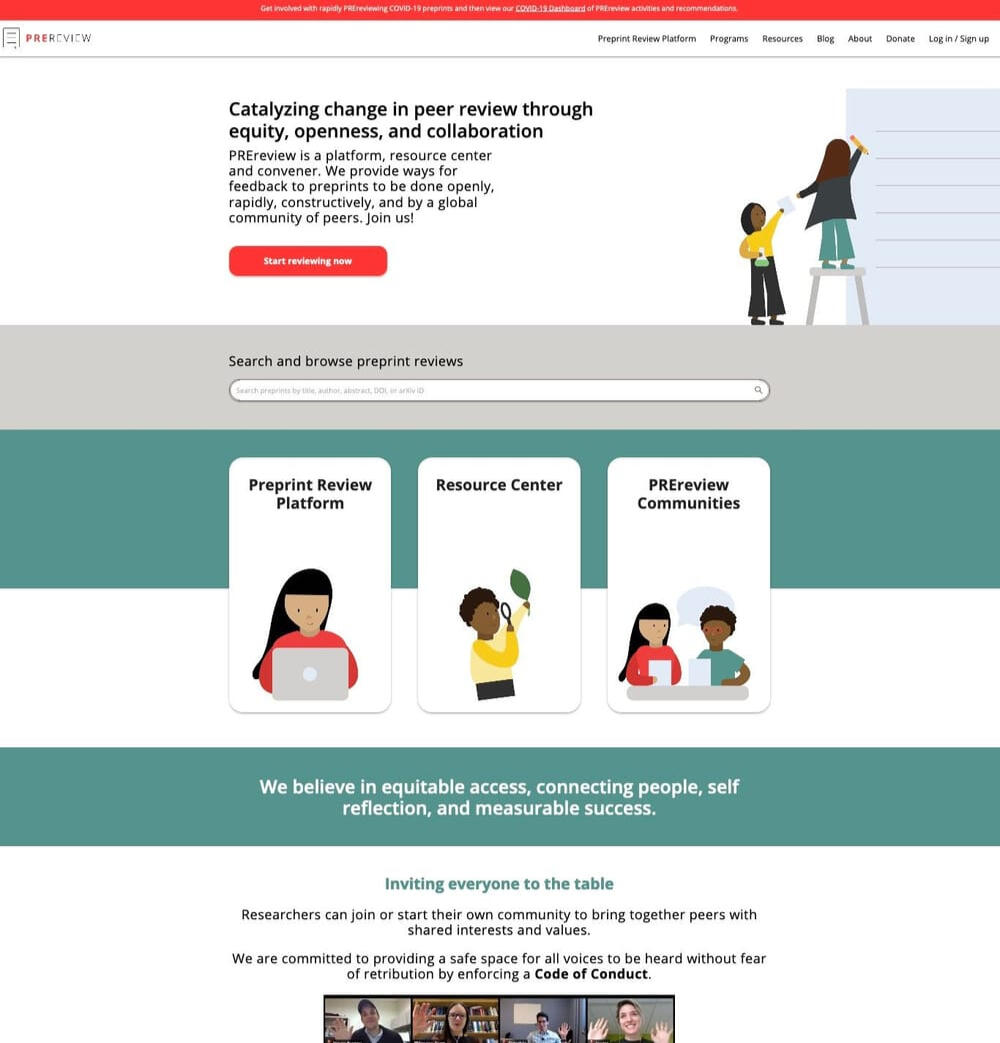 Get involved with rapidly PREreviewing COVID-19 preprints and then view our COVID-19 Dashboard of PREreview activities and recommendations.
PREREVIEW
Preprint Review Platform Programs Resources Blog About Donate Log in / Sign up
Catalyzing change in peer review through
equity, openness, and collaboration
PREreview is a platform, resource center
and convener. We provide ways for
feedback to preprints to be done openly,
rapidly, constructively, and by a global
community of peers. Join us!
Start reviewing now
Search and browse preprint reviews
Search preprints by title, author, abstract, DOI, or arXiv ID
Preprint Review
Platform
Resource Center
PREreview
Communities
We believe in equitable access, connecting people, self
reflection, and measurable success.
Inviting everyone to the table
Researchers can join or start their own community to bring together peers with
shared interests and values.
We are committed to providing a safe space for all voices to be heard without fear
of retribution by enforcing a Code of Conduct.